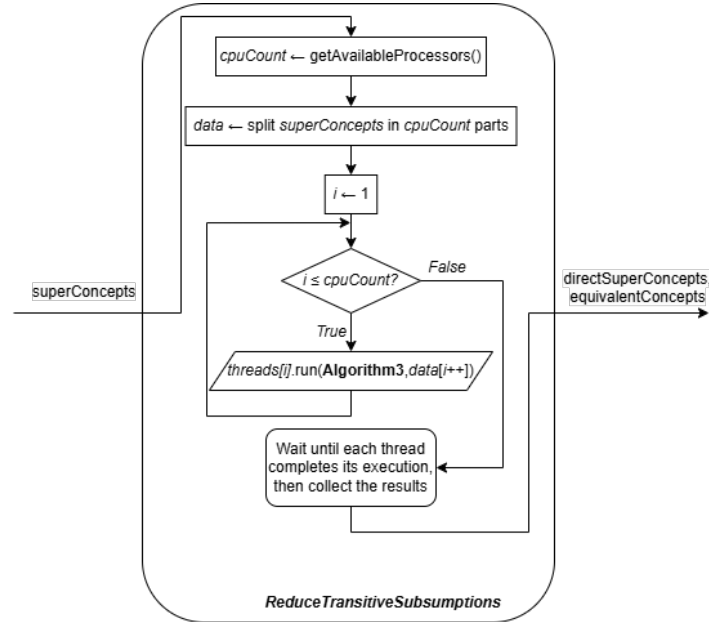 cpuCount ← getAvailableProcessors()
data ← split superConcepts in cpuCount parts
i ← 1
i ≤ cpuCount?
False
True
superConcepts
directSuperConcepts,
equivalentConcepts
threads[i].run(Algorithm3,data[i++])
Wait until each thread
completes its execution,
then collect the results
ReduceTransitiveSubsumptions